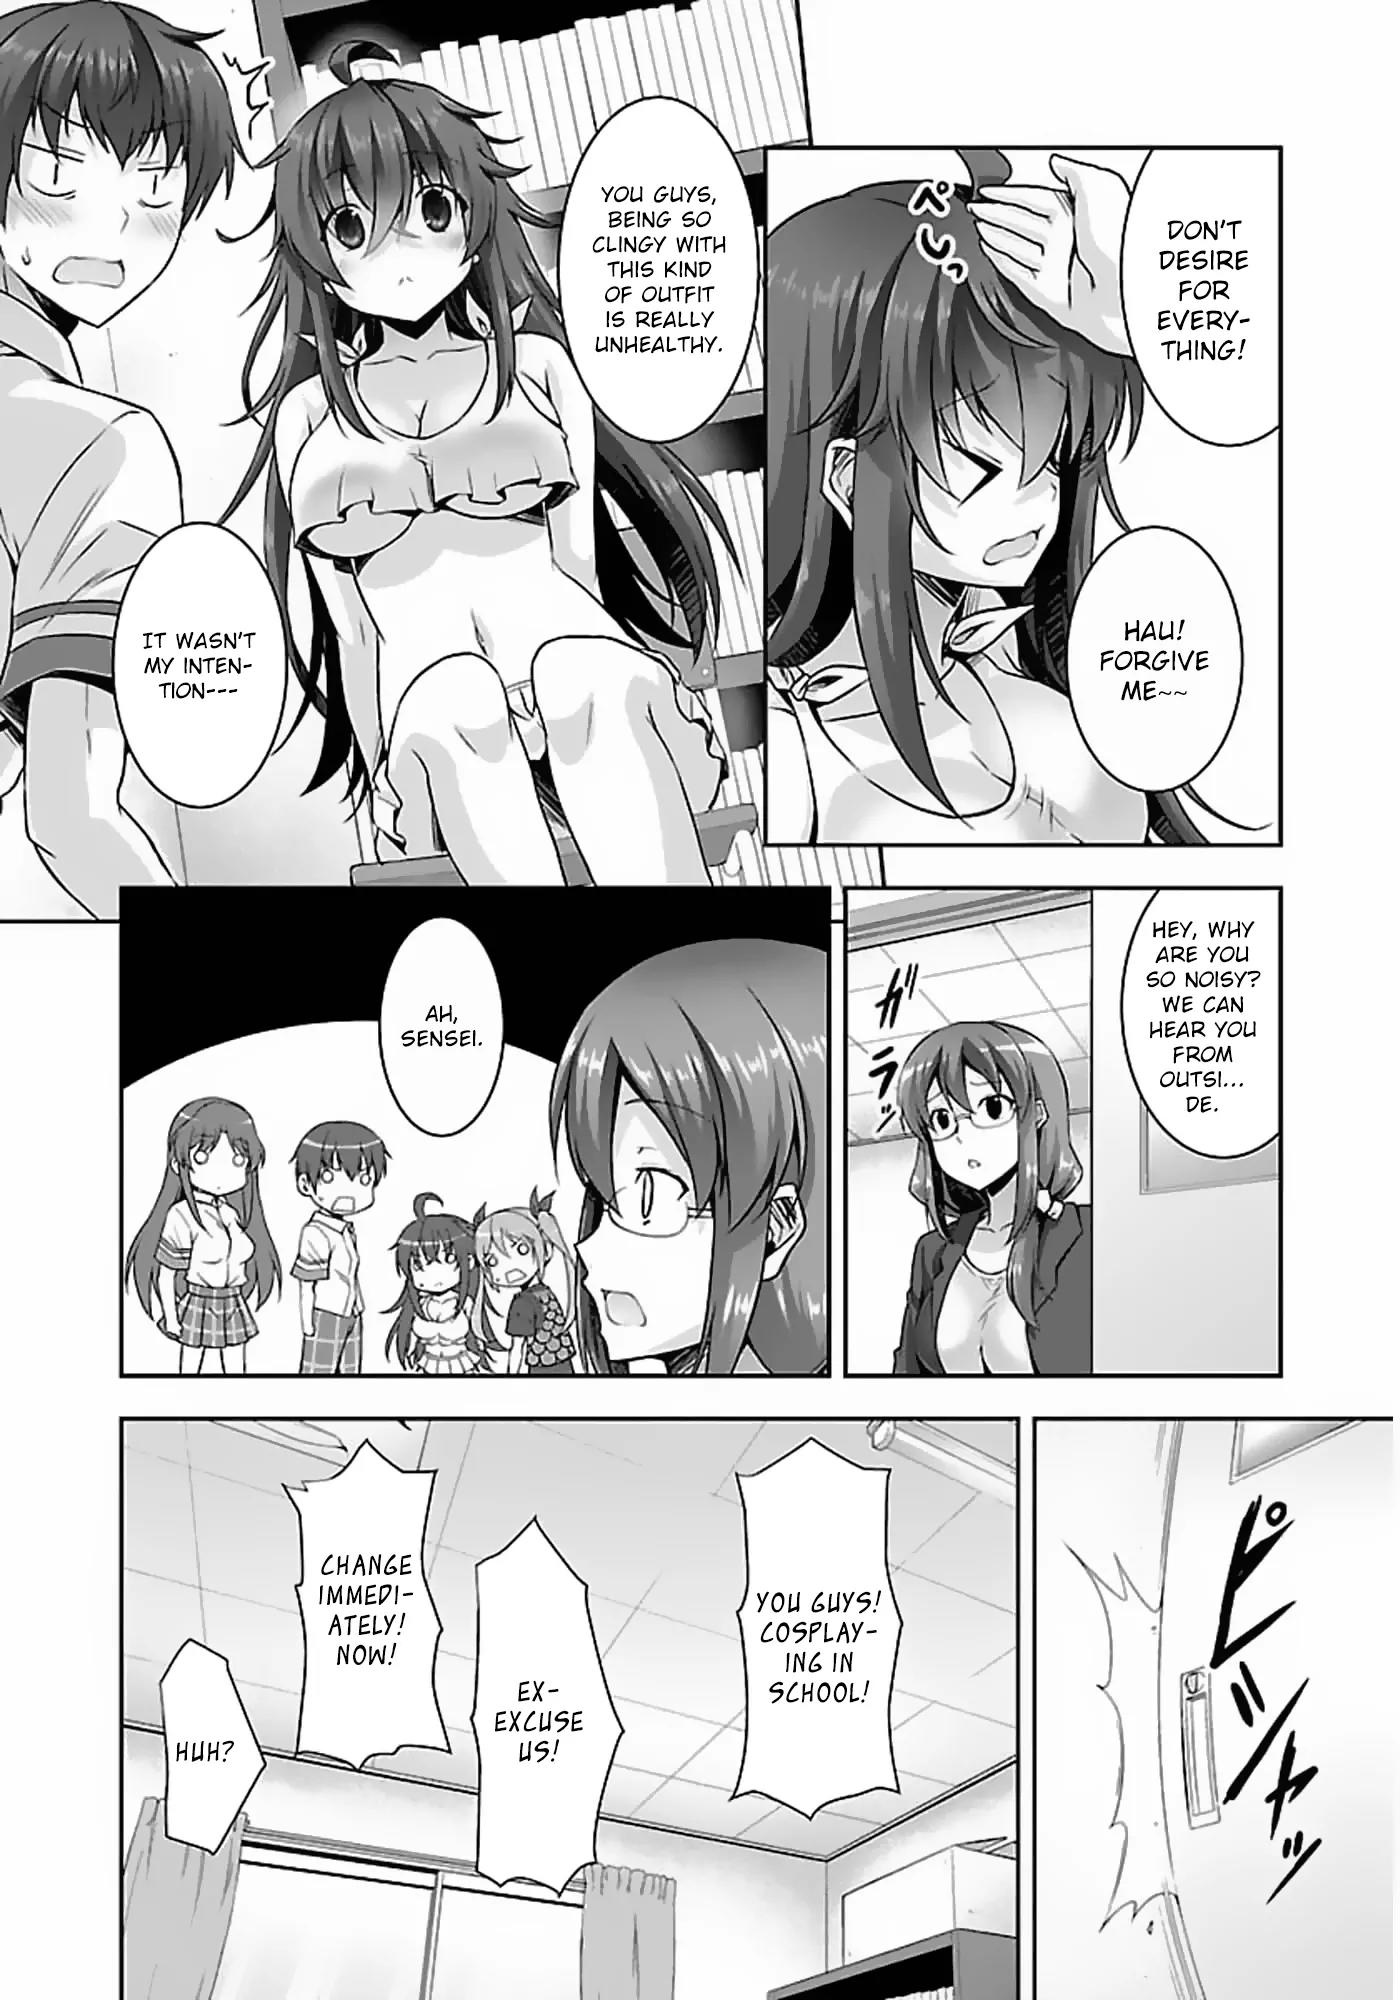 DON'T
DESIRE
FOR
EVERY-
THING!
ペしっ
HAU!
FORGIVE
ME~~
YOU GUYS,
BEING SO
CLINGY WITH
THIS KIND
OF OUTFIT
IS REALLY
UNHEALTHY.
IT WASN'T
MY INTEN-
TION---
HEY, WHY
ARE YOU
SO NOISY?
WE CAN
HEAR YOU
FROM
OUTSI...
DE.
ガラ
AH,
SENSEI.
ピシャッ
YOU GUYS!
COSPLAY-
ING IN
SCHOOL!
EX-
EXCUSE
US!
CHANGE
IMMEDI-
ATELY!
NOW!
HUH?